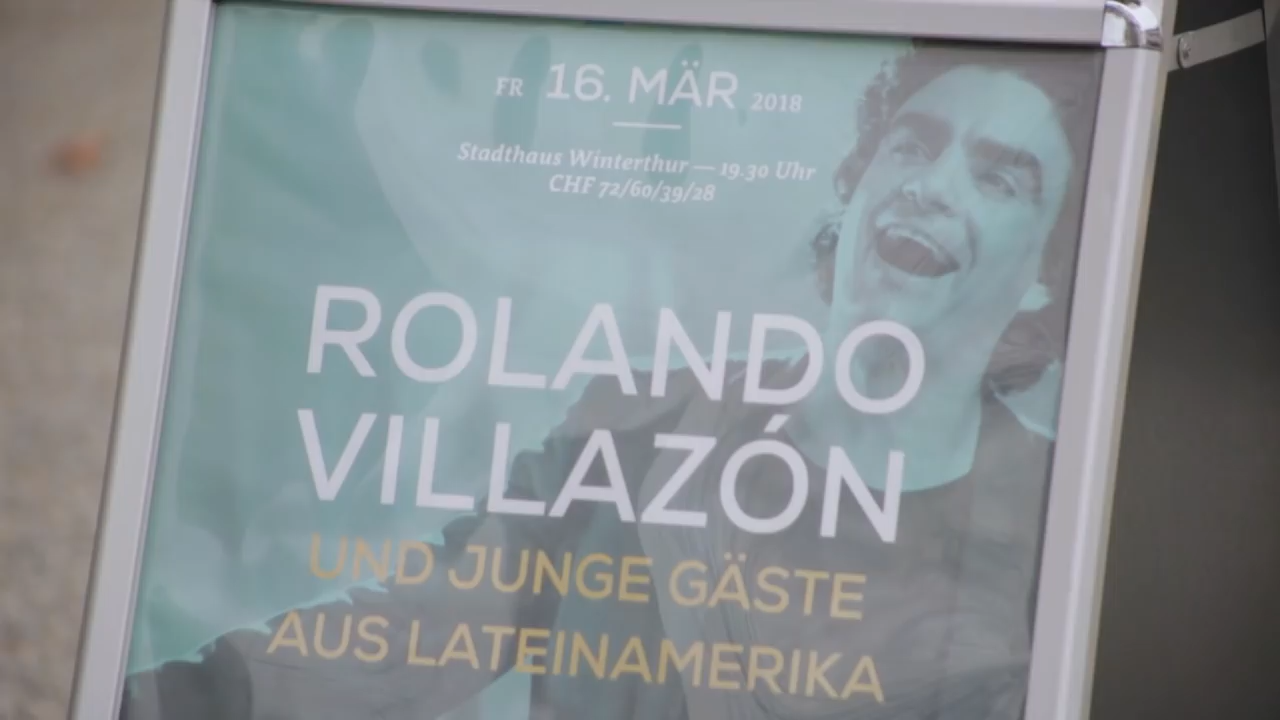 FR 16. MÄR 2018
Stadthaus Winterthur — 19.30 Uhr
CHF 72/60/39/28
ROLANDO
VILLAZÓN
UND JUNGE GÄSTE
AUS LATEINAMERIKA